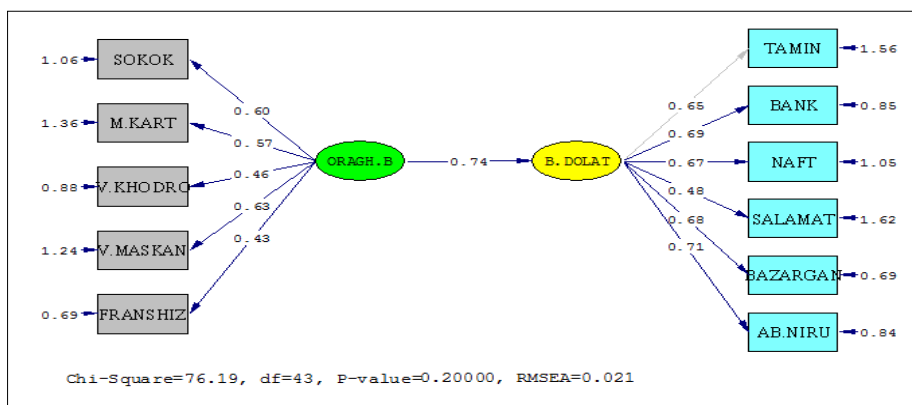 1.06 SOKOK
1.36 M.KART
0.88 V.KHODRO
1.24 V.MASKAN
0.69 FRANSHIZ
0.60
0.57
0.46
0.63
0.43
ORAGH.B
0.74
B.DOLAT
0.65
0.69
0.67
0.48
0.68
0.71
TAMIN 1.56
BANK 0.85
NAFT 1.05
SALAMAT 1.62
BAZARGAN 0.69
AB.NIRU 0.84
Chi-Square=76.19, df=43, P-value=0.20000, RMSEA=0.021